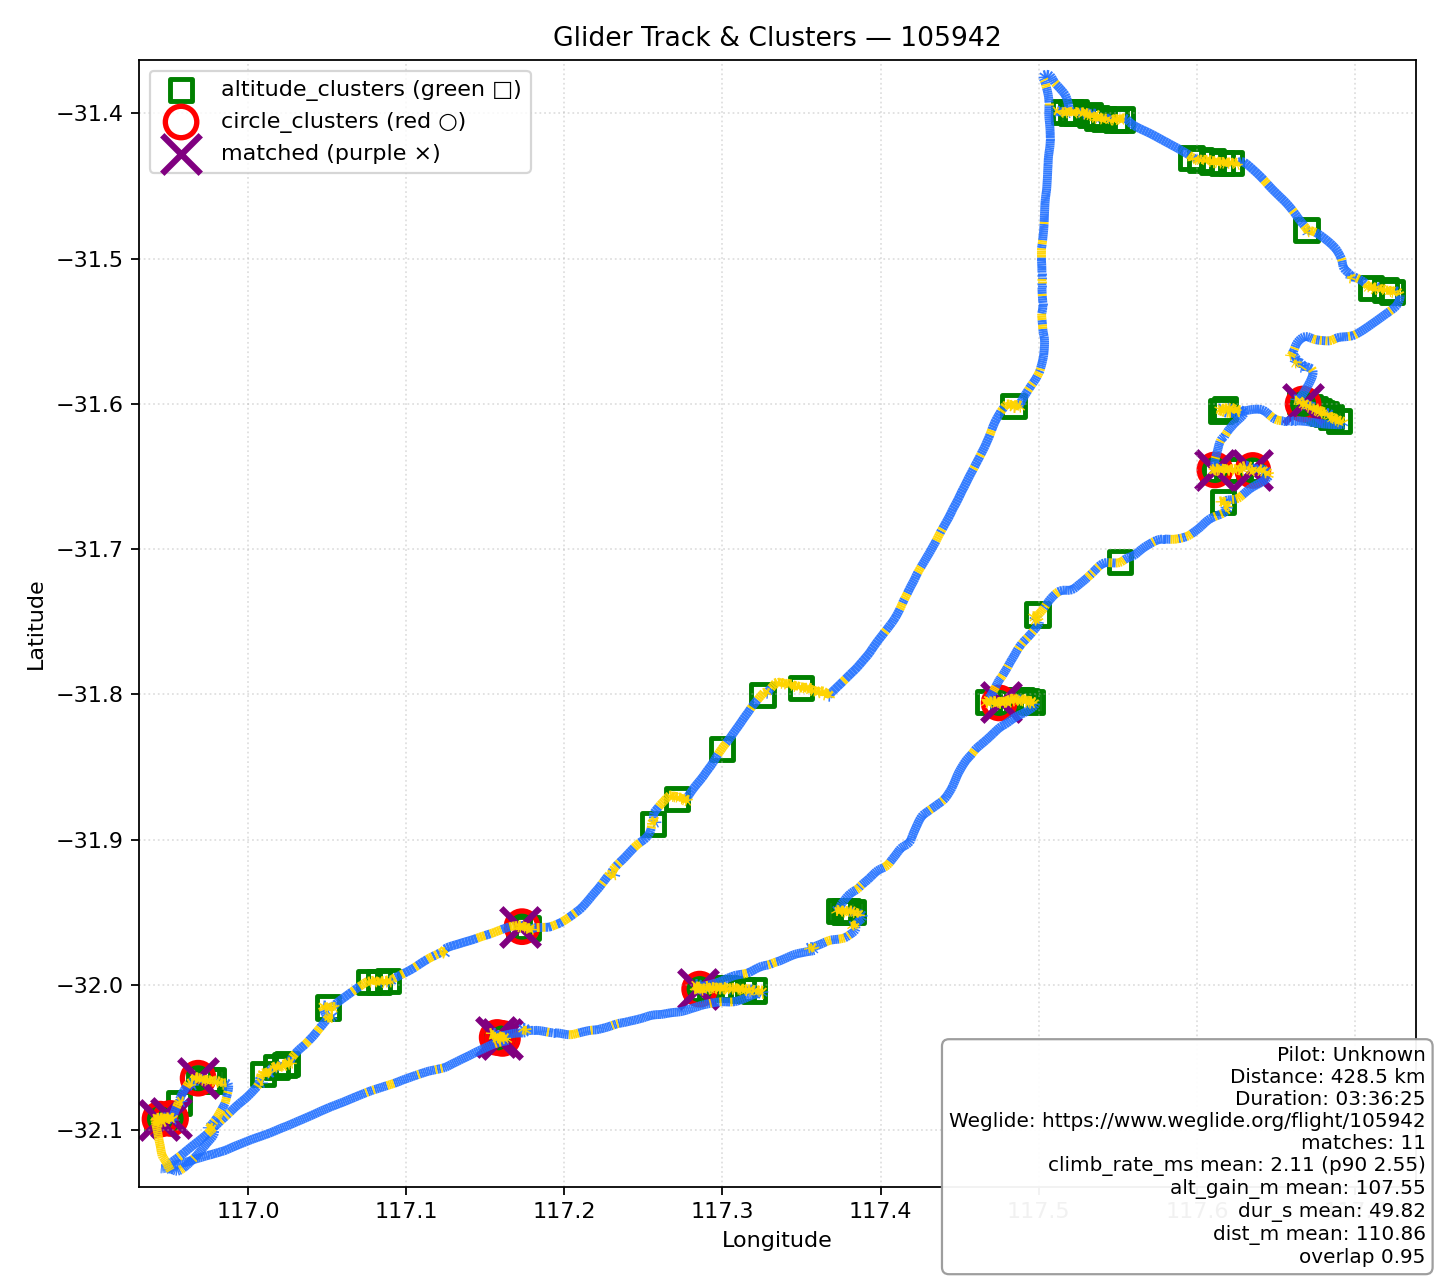 Glider Track & Clusters — 105942
altitude_clusters (green □)
circle_clusters (red ○)
matched (purple ×)
−31.4
−31.5
−31.6
−31.7
−31.8
−31.9
−32.0
−32.1
Latitude
117.0
117.1
117.2
117.3
117.4
117.5
117.6
Longitude
Pilot: Unknown
Distance: 428.5 km
Duration: 03:36:25
Weglide: https://www.weglide.org/flight/105942
matches: 11
climb_rate_ms mean: 2.11 (p90 2.55)
alt_gain_m mean: 107.55
dur_s mean: 49.82
dist_m mean: 110.86
overlap 0.95